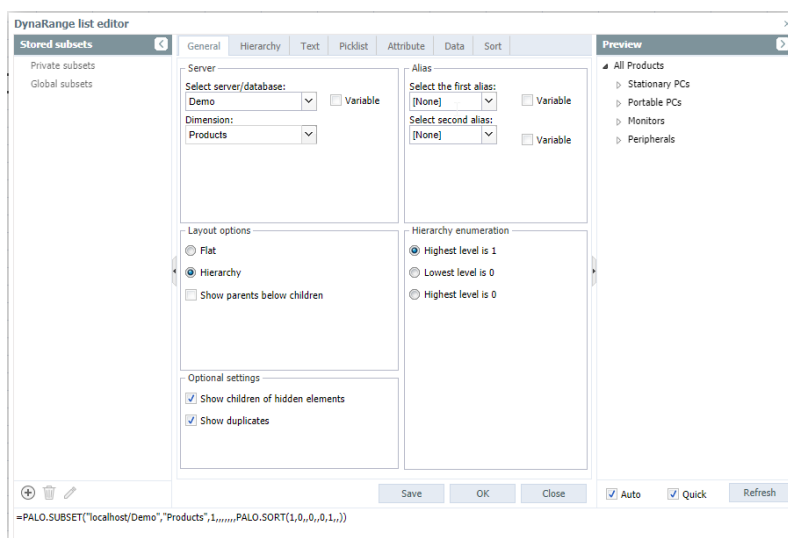 DynaRange list editor
Stored subsets
Private subsets
Global subsets
General Hierarchy Text Picklist Attribute Data Sort
Server
Select server/database:
Demo
Variable
Dimension:
Products
Alias
Select the first alias:
[None]
Variable
Select second alias:
[None]
Variable
Layout options
Flat
Hierarchy
Show parents below children
Hierarchy enumeration
Highest level is 1
Lowest level is 0
Highest level is 0
Optional settings
Show children of hidden elements
Show duplicates
Save OK Close
Preview
All Products
Stationary PCs
Portable PCs
Monitors
Peripherals
Auto Quick Refresh
=PALO.SUBSET("localhost/Demo","Products",1,,,,,,,PALO.SORT(1,0,,0,,0,1,,))